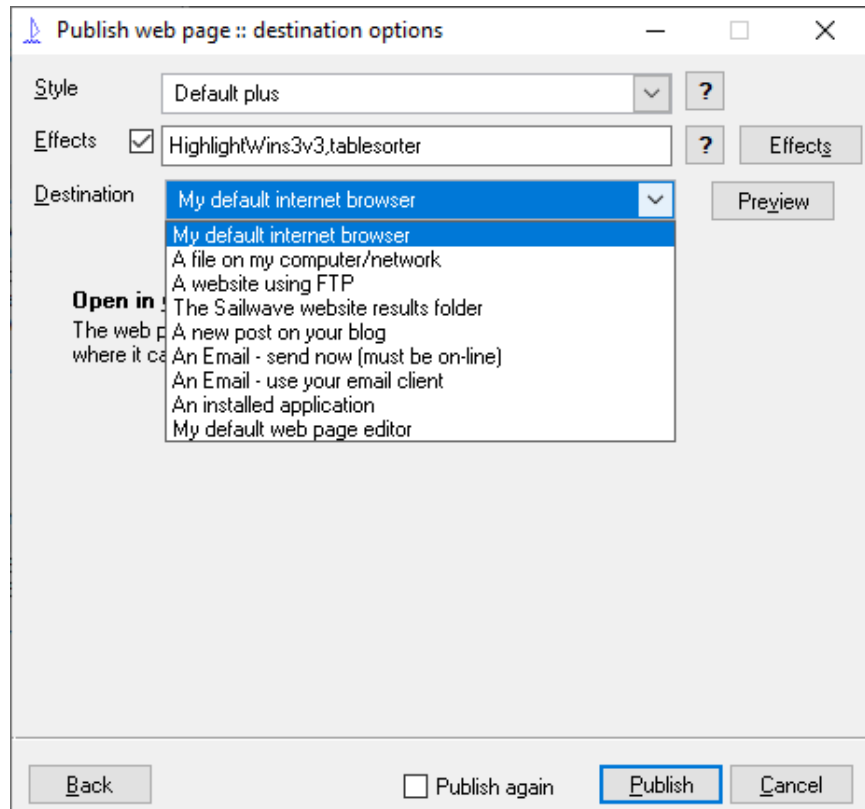 Publish web page :: destination options
Style Default plus ?
Effects HighlightWins3v3,tablesorter ? Effects
Destination My default internet browser Preview
My default internet browser
A file on my computer/network
A website using FTP
Open in
The Sailwave website results folder
The web
A new post on your blog
where it
An Email - send now (must be on-line)
An Email - use your email client
An installed application
My default web page editor
Back Publish again Publish Cancel